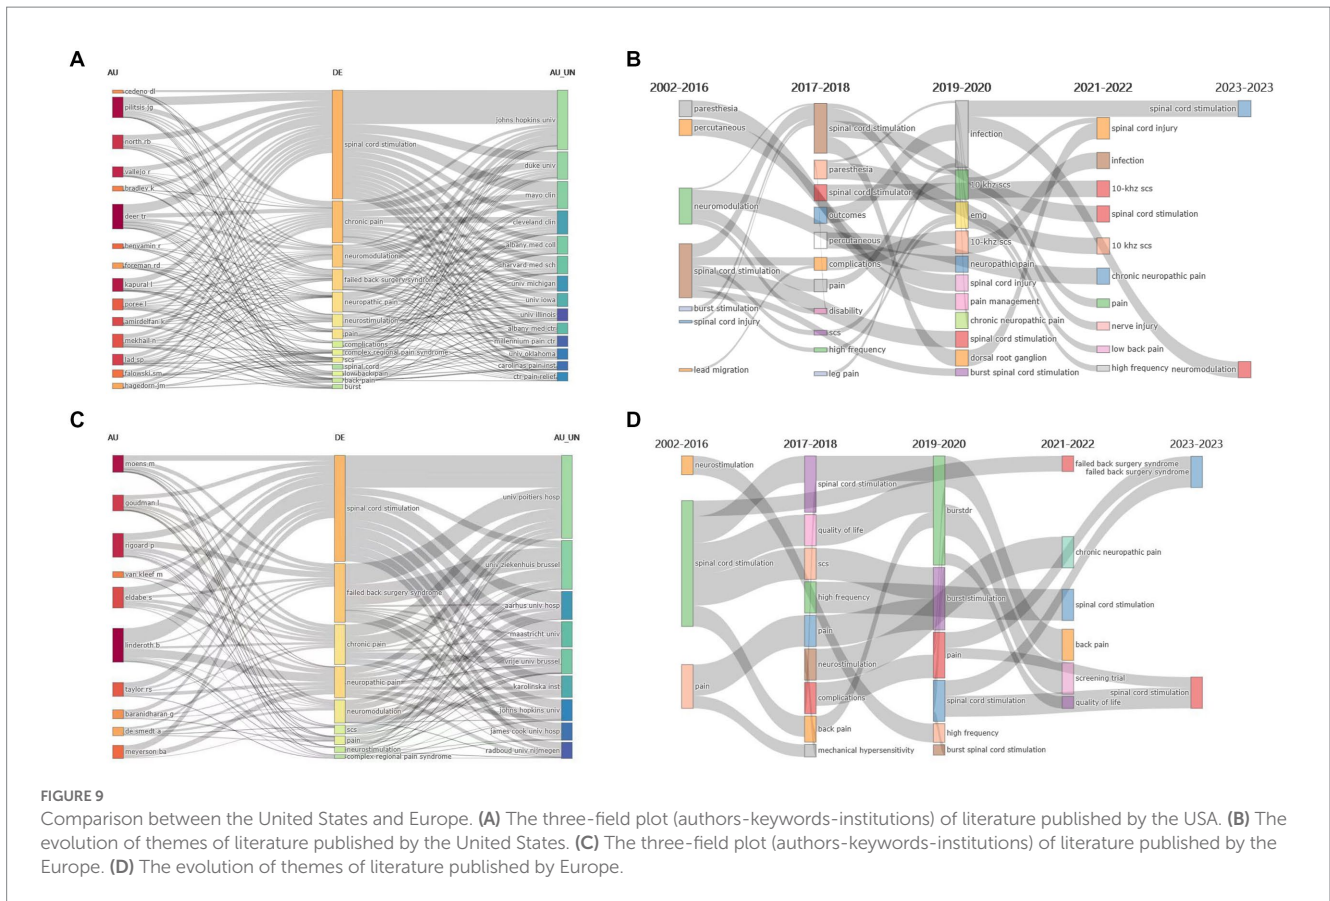 A
AU
DE
AU_UN
cedeno dl
pilitsis jg
north rb
vallejo r
bradley k
deer tr
benyamin r
foreman rd
kapural l
poree l
amirdelfan k
mekhail n
lad sp
falowski sm
hagedorn jm
spinal cord stimulation
chronic pain
neuromodulation
failed back surgery syndrome
neuropathic pain
neurostimulation
pain
complications
complex regional pain syndrome
scs
spinal cord
low back pain
back pain
burst
johns hopkins univ
duke univ
mayo clin
cleveland clin
albany med coll
harvard med sch
univ michigan
univ iowa
univ illinois
albany med ctr
millennium pain ctr
univ oklahoma
carolinas pain inst
ctr pain relief
B
2002-2016
2017-2018
2019-2020
2021-2022
2023-2023
paresthesia
percutaneous
neuromodulation
spinal cord stimulation
burst stimulation
spinal cord injury
lead migration
spinal cord stimulation
paresthesia
spinal cord stimulator
outcomes
percutaneous
complications
pain
disability
scs
high frequency
leg pain
infection
10 khz scs
emg
10-khz scs
neuropathic pain
spinal cord injury
pain management
chronic neuropathic pain
spinal cord stimulation
dorsal root ganglion
burst spinal cord stimulation
spinal cord injury
infection
10-khz scs
spinal cord stimulation
10 khz scs
chronic neuropathic pain
pain
nerve injury
low back pain
high frequency
spinal cord stimulation
neuromodulation
C
AU
DE
AU_UN
moens m
goudman l
rigoard p
van kleef m
eldabe s
linderoth b
taylor rs
baranidharan g
de smedt a
meyerson ba
spinal cord stimulation
failed back surgery syndrome
chronic pain
neuropathic pain
neuromodulation
scs
pain
neurostimulation
complex regional pain syndrome
univ poitiers hosp
univ ziekenhuis brussel
aarhus univ hosp
maastricht univ
vrije univ brussel
karolinska inst
johns hopkins univ
james cook univ hosp
radboud univ nijmegen
D
2002-2016
2017-2018
2019-2020
2021-2022
2023-2023
neurostimulation
spinal cord stimulation
pain
spinal cord stimulation
quality of life
scs
high frequency
pain
neurostimulation
complications
back pain
mechanical hypersensitivity
burstdr
burst stimulation
pain
spinal cord stimulation
high frequency
burst spinal cord stimulation
failed back surgery syndrome
chronic neuropathic pain
spinal cord stimulation
back pain
screening trial
quality of life
failed back surgery syndrome
spinal cord stimulation
FIGURE 9
Comparison between the United States and Europe. (A) The three-field plot (authors-keywords-institutions) of literature published by the USA. (B) The
evolution of themes of literature published by the United States. (C) The three-field plot (authors-keywords-institutions) of literature published by the
Europe. (D) The evolution of themes of literature published by Europe.